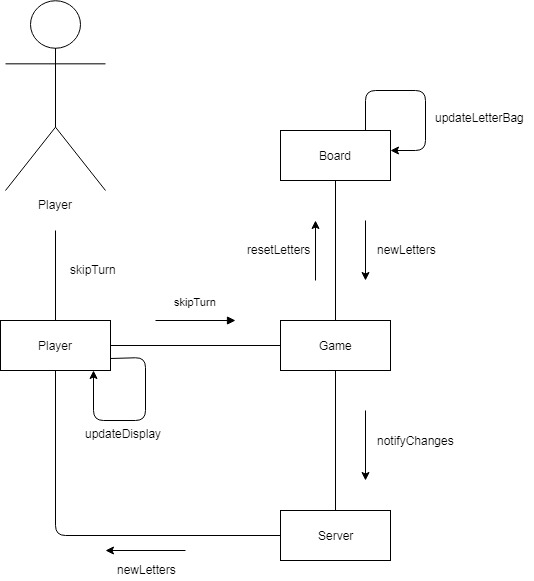 updateLetterBag
Board
Player
resetLetters
newLetters
skipTurn
skipTurn
Player
Game
updateDisplay
notifyChanges
Server
newLetters